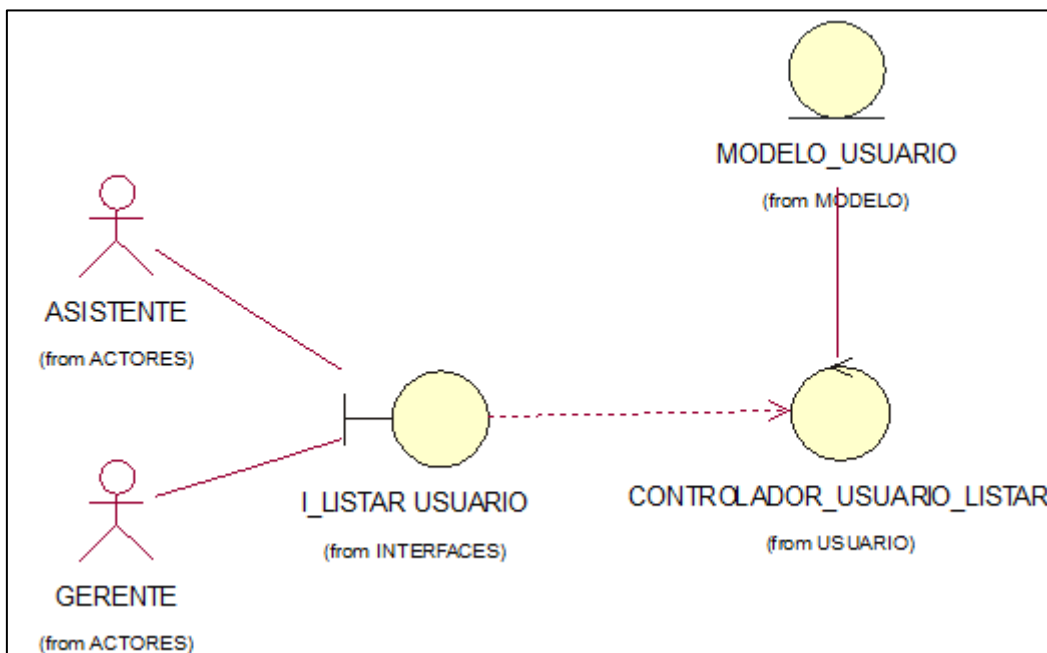 MODELO_USUARIO
(from MODELO)
ASISTENTE
(from ACTORES)
I_LISTAR USUARIO
(from INTERFACES)
CONTROLADOR_USUARIO_LISTAR
(from USUARIO)
GERENTE
(from ACTORES)